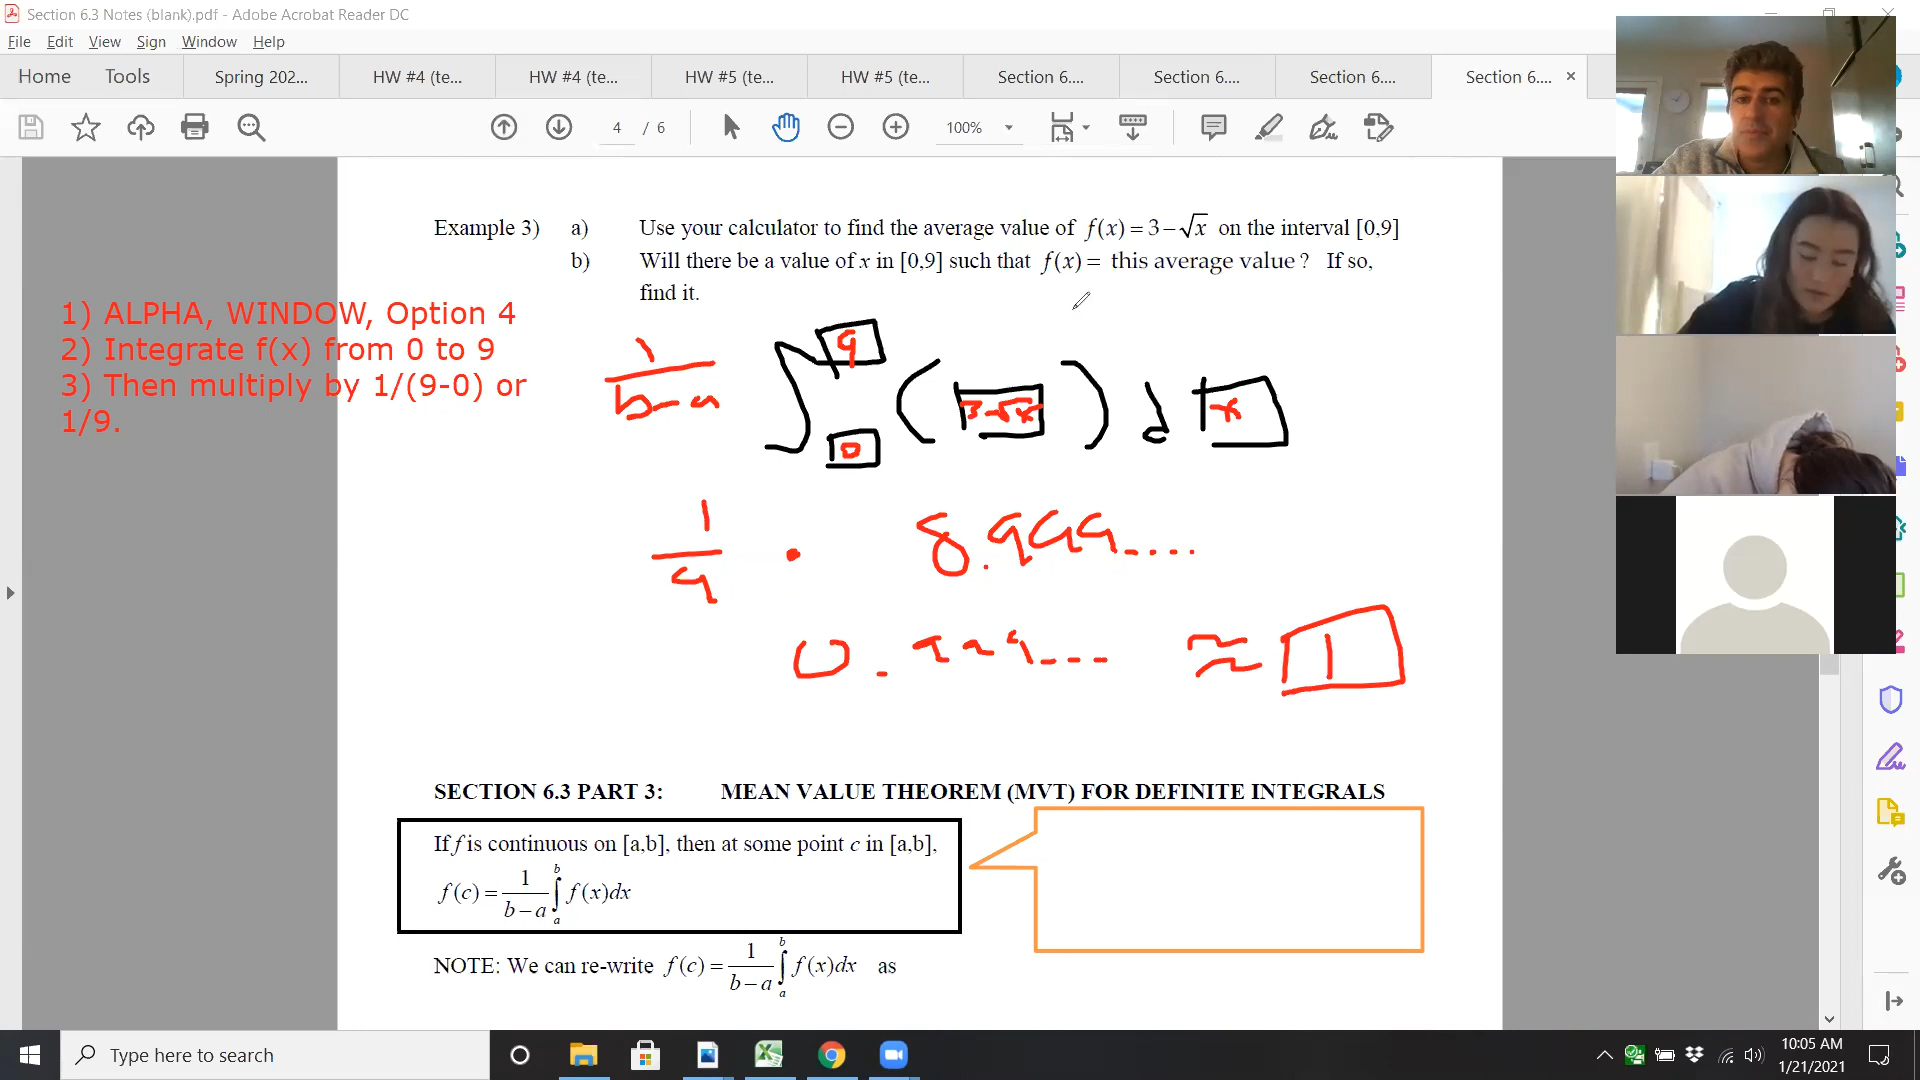 Section 6.3 Notes (blank).pdf - Adobe Acrobat Reader DC
File Edit View Sign Window Help
Home Tools Spring 202... HW #4 (te... HW #4 (te... HW #5 (te... HW #5 (te... Section 6.... Section 6.... Section 6.... Section 6.... ×
4 / 6 100%
Example 3) a) Use your calculator to find the average value of f(x) = 3 − √x on the interval [0,9]
b) Will there be a value of x in [0,9] such that f(x) = this average value ? If so,
find it.
1) ALPHA, WINDOW, Option 4
2) Integrate f(x) from 0 to 9
3) Then multiply by 1/(9-0) or
1/9.
1/(b-a) ∫ 0 9 ( 3-√x ) d x
1/9 · 8.999....
0.999... ≈ 1
SECTION 6.3 PART 3: MEAN VALUE THEOREM (MVT) FOR DEFINITE INTEGRALS
If f is continuous on [a,b], then at some point c in [a,b],
f(c) = 1/(b−a) ∫ a b f(x)dx
NOTE: We can re-write f(c) = 1/(b−a) ∫ a b f(x)dx as
Type here to search
10:05 AM
1/21/2021